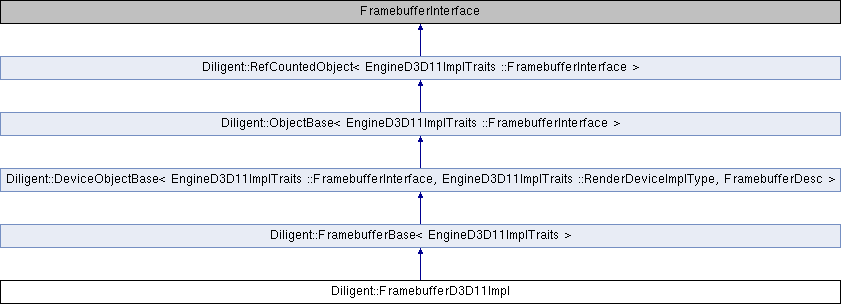 FramebufferInterface
Diligent::RefCountedObject< EngineD3D11ImplTraits ::FramebufferInterface >
Diligent::ObjectBase< EngineD3D11ImplTraits ::FramebufferInterface >
Diligent::DeviceObjectBase< EngineD3D11ImplTraits ::FramebufferInterface, EngineD3D11ImplTraits ::RenderDeviceImplType, FramebufferDesc >
Diligent::FramebufferBase< EngineD3D11ImplTraits >
Diligent::FramebufferD3D11Impl